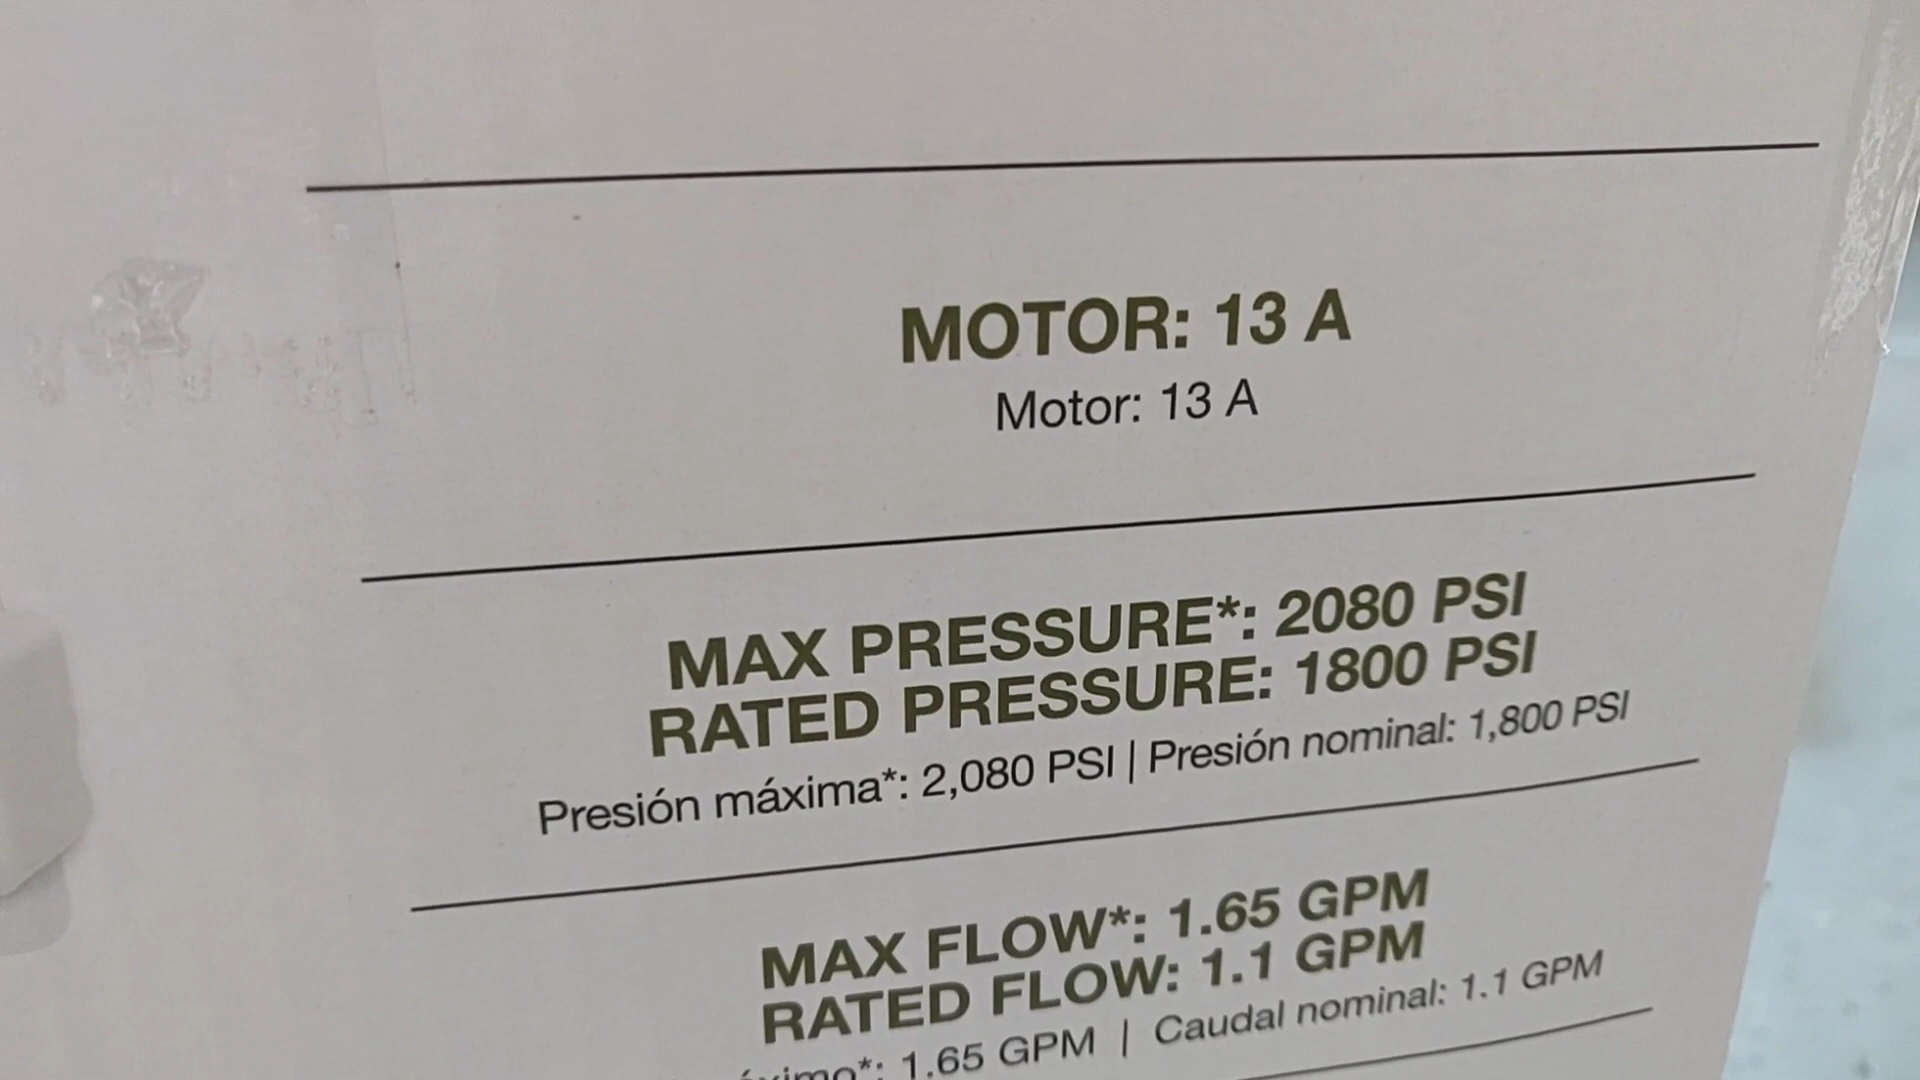 MOTOR: 13 A
Motor: 13 A
MAX PRESSURE*: 2080 PSI
RATED PRESSURE: 1800 PSI
Presión máxima*: 2,080 PSI | Presión nominal: 1,800 PSI
MAX FLOW*: 1.65 GPM
RATED FLOW: 1.1 GPM
1.65 GPM | Caudal nominal: 1.1 GPM